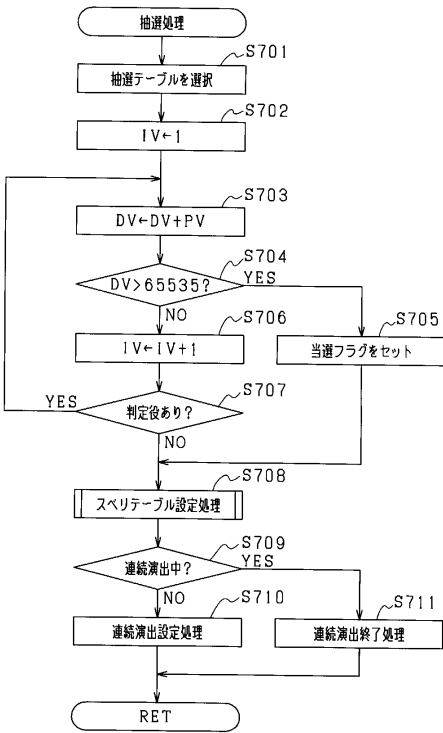 抽選処理
S701
抽選テーブルを選択
S702
IV←1
S703
DV←DV+PV
S704
DV>65535?
YES
NO
S705
当選フラグをセット
S706
IV←IV+1
S707
YES
判定役あり?
NO
S708
スベリテーブル設定処理
S709
連続演出中?
YES
NO
S710
連続演出設定処理
S711
連続演出終了処理
RET